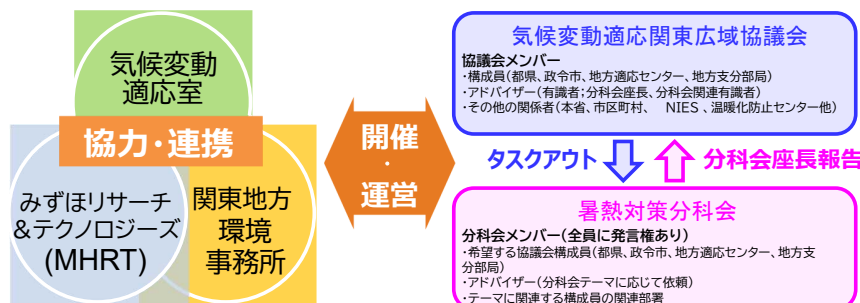 気候変動
適応室
協力・連携
みずほリサーチ
&テクノロジーズ
(MHRT)
関東地方
環境
事務所
開催
・
運営
気候変動適応関東広域協議会
協議会メンバー
・構成員(都県、政令市、地方適応センター、地方支分部局)
・アドバイザー(有識者;分科会座長、分科会関連有識者)
・その他の関係者(本省、市区町村、 NIES 、温暖化防止センター他)
タスクアウト
分科会座長報告
暑熱対策分科会
分科会メンバー(全員に発言権あり)
・希望する協議会構成員(都県、政令市、地方適応センター、地方支
分部局)
・アドバイザー(分科会テーマに応じて依頼)
・テーマに関連する構成員の関連部署